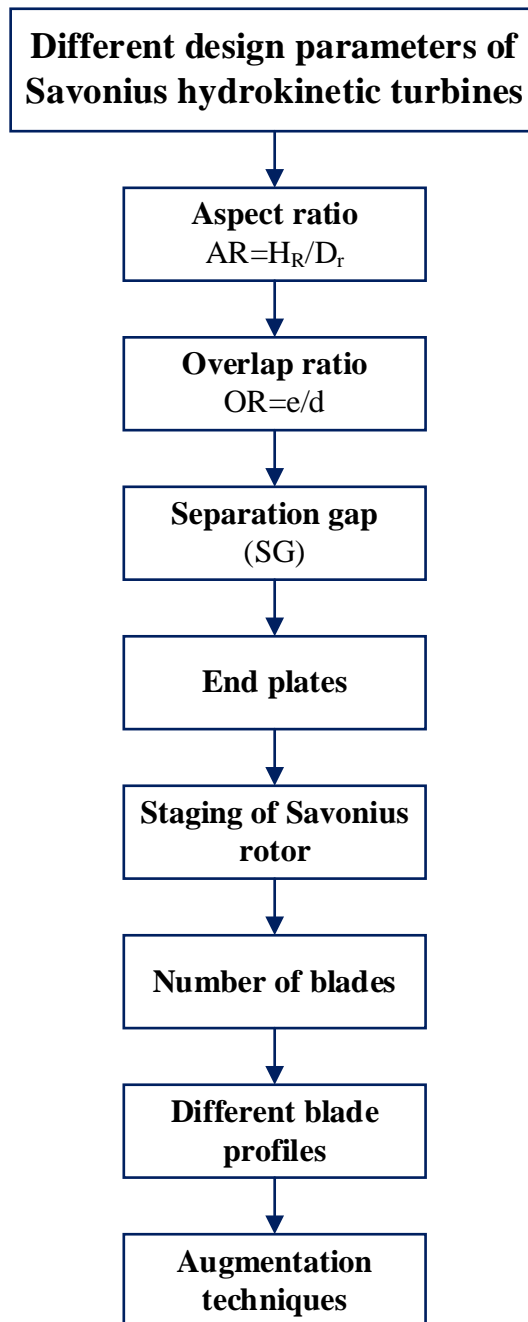 Different design parameters of
Savonius hydrokinetic turbines
Aspect ratio
AR=H_R/D_r
Overlap ratio
OR=e/d
Separation gap
(SG)
End plates
Staging of Savonius
rotor
Number of blades
Different blade
profiles
Augmentation
techniques